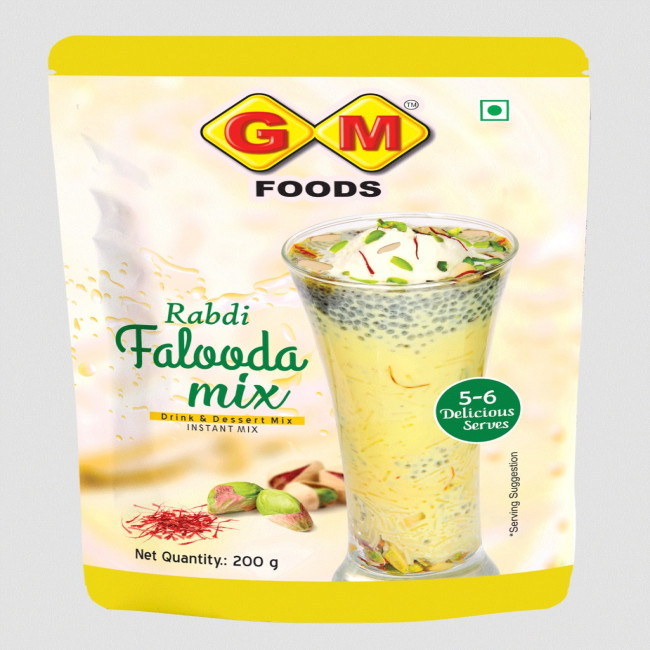 G M TM
FOODS
Rabdi
Falooda
mix
Drink & Dessert Mix
INSTANT MIX
5-6
Delicious
Serves
*Serving Suggestion
Net Quantity.: 200 g